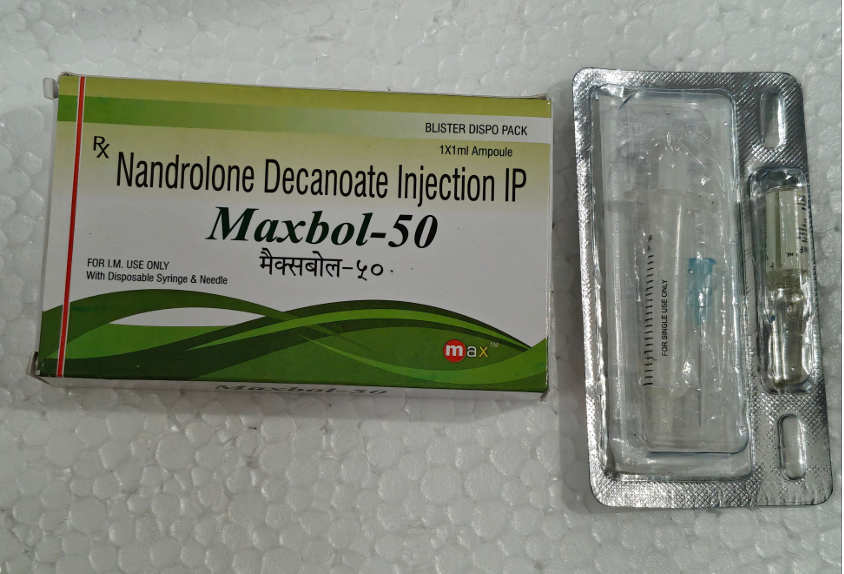 BLISTER DISPO PACK
1X1ml Ampoule
Rx Nandrolone Decanoate Injection IP
Maxbol-50
मैक्सबोल-५०
FOR I.M. USE ONLY
With Disposable Syringe & Needle
max™
Maxbol-50
FOR SINGLE USE ONLY